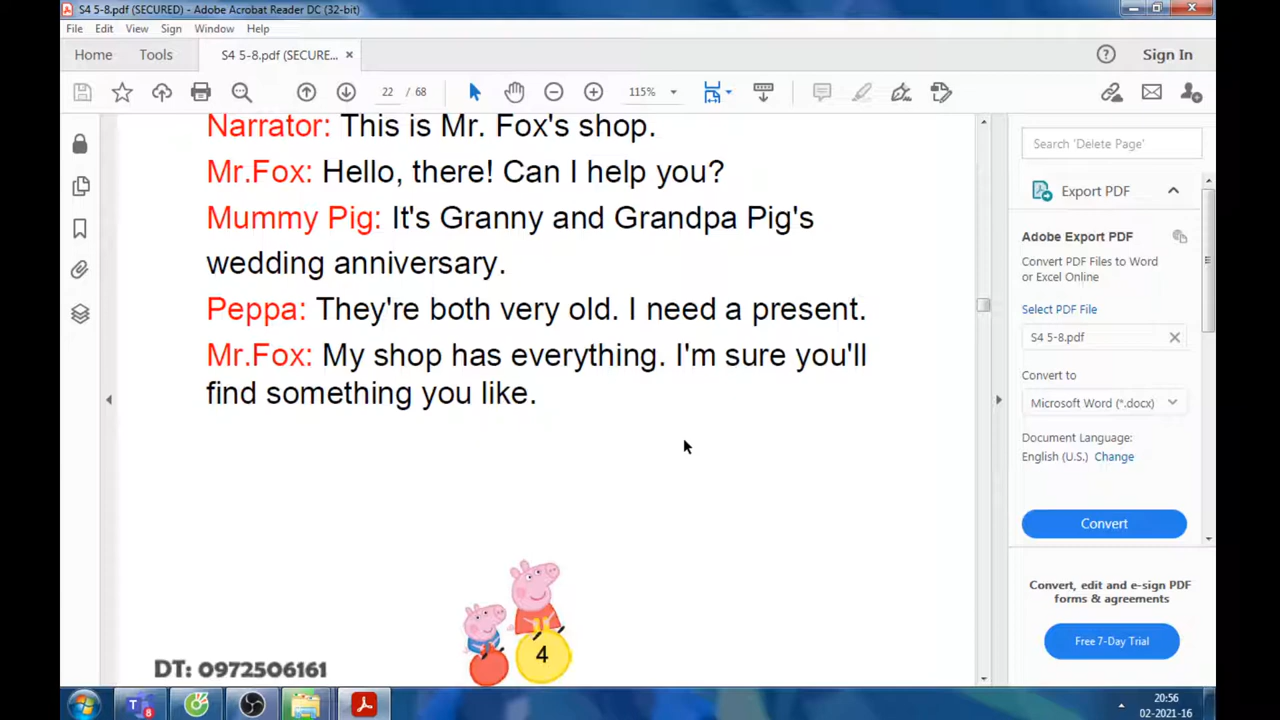 S4 5-8.pdf (SECURED) - Adobe Acrobat Reader DC (32-bit)
File Edit View Sign Window Help
Home Tools S4 5-8.pdf (SECURE... × Sign In
22 / 68 115%
Narrator: This is Mr. Fox's shop.
Mr.Fox: Hello, there! Can I help you?
Mummy Pig: It's Granny and Grandpa Pig's
wedding anniversary.
Peppa: They're both very old. I need a present.
Mr.Fox: My shop has everything. I'm sure you'll
find something you like.
4
DT: 0972506161
Search 'Delete Page'
Export PDF
Adobe Export PDF
Convert PDF Files to Word
or Excel Online
Select PDF File
S4 5-8.pdf
Convert to
Microsoft Word (*.docx)
Document Language:
English (U.S.) Change
Convert
Convert, edit and e-sign PDF
forms & agreements
Free 7-Day Trial
8
20:56
02-2021-16